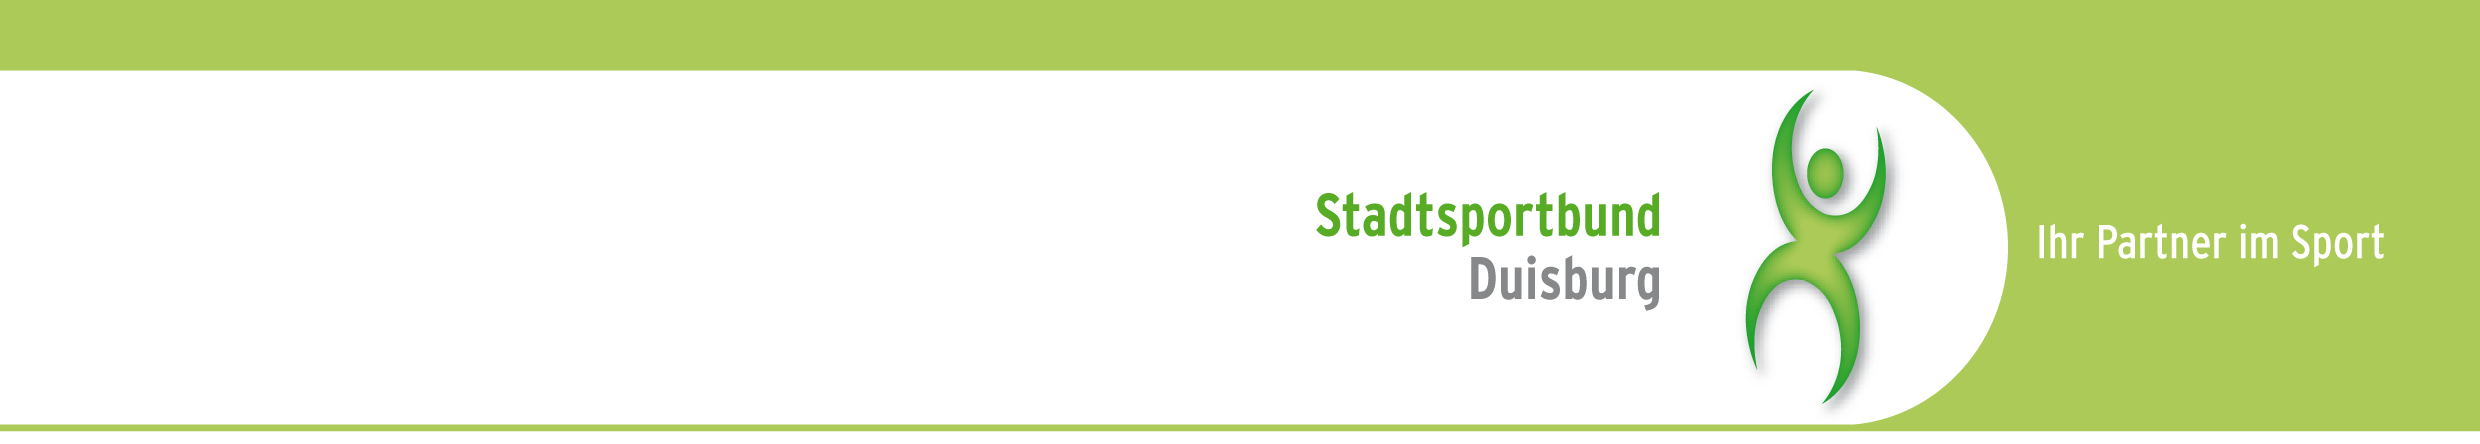 Stadtsportbund
Duisburg
Ihr Partner im Sport